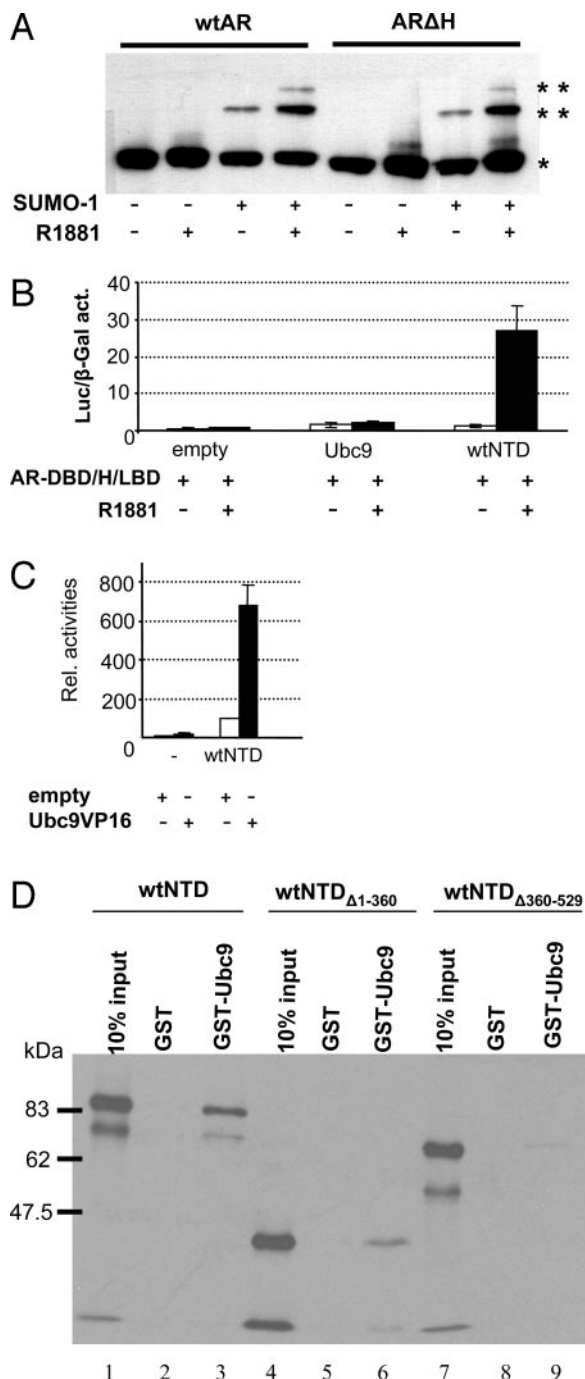 A
wtAR ARΔH
* *
* *
*
SUMO-1 - - + + - - + +
R1881 - + - + - + - +
B
Luc/β-Gal act.
40
30
20
10
0
empty Ubc9 wtNTD
AR-DBD/H/LBD + + + + + +
R1881 - + - + - +
C
Rel. activities
800
600
400
200
0
- wtNTD
empty + - + -
Ubc9VP16 - + - +
D
wtNTD wtNTDΔ1-360 wtNTDΔ360-529
10% input GST GST-Ubc9 10% input GST GST-Ubc9 10% input GST GST-Ubc9
kDa
83
62
47.5
1 2 3 4 5 6 7 8 9